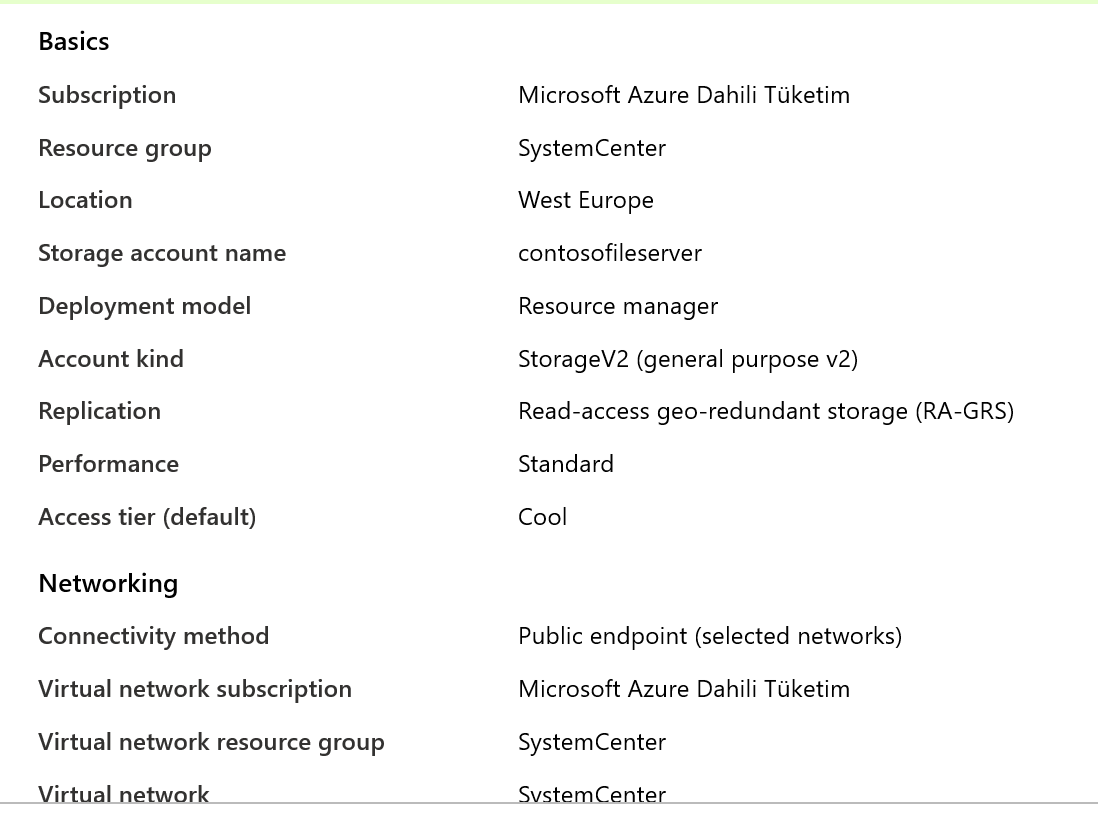 Basics
Subscription Microsoft Azure Dahili Tüketim
Resource group SystemCenter
Location West Europe
Storage account name contosofileserver
Deployment model Resource manager
Account kind StorageV2 (general purpose v2)
Replication Read-access geo-redundant storage (RA-GRS)
Performance Standard
Access tier (default) Cool
Networking
Connectivity method Public endpoint (selected networks)
Virtual network subscription Microsoft Azure Dahili Tüketim
Virtual network resource group SystemCenter
Virtual network SystemCenter